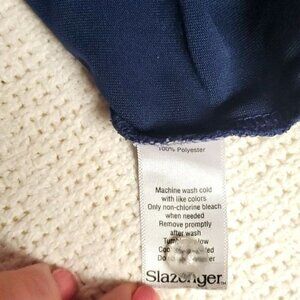 100% Polyester
Machine wash cold
with like colors
Only non-chlorine bleach
when needed
Remove promptly
after wash
Slazenger